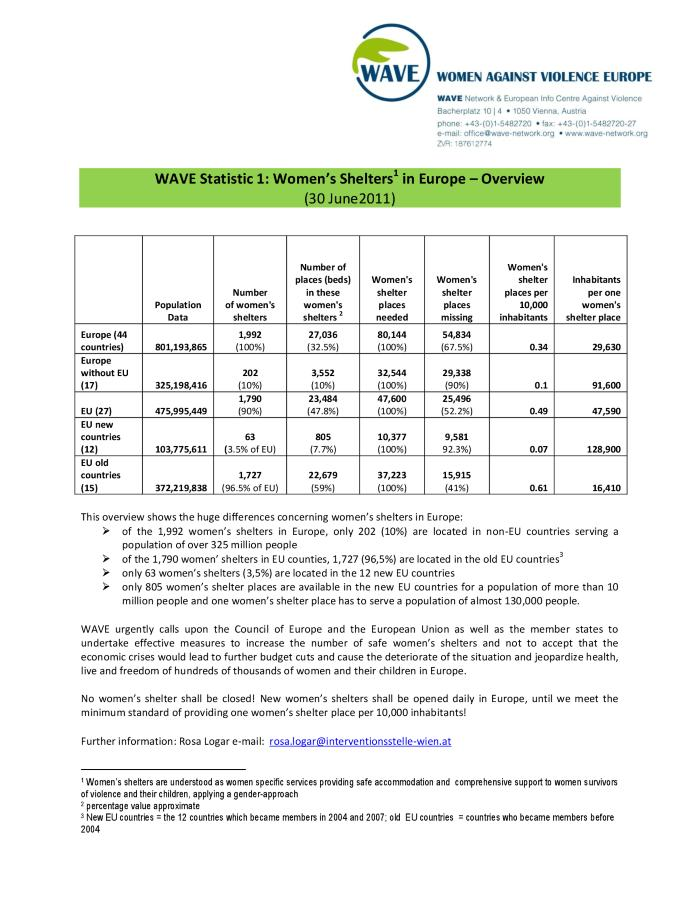 WAVE
WOMEN AGAINST VIOLENCE EUROPE
WAVE Network & European Info Centre Against Violence
Bacherplatz 10 | 4 • 1050 Vienna, Austria
phone: +43-(0)1-5482720 • fax: +43-(0)1-5482720-27
e-mail: office@wave-network.org • www.wave-network.org
ZVR: 187612774
WAVE Statistic 1: Women's Shelters1 in Europe – Overview
(30 June2011)
Population Data | Number of women's shelters | Number of places (beds) in these women's shelters 2 | Women's shelter places needed | Women's shelter places missing | Women's shelter places per 10,000 inhabitants | Inhabitants per one women's shelter place
Europe (44 countries) | 801,193,865 | 1,992 (100%) | 27,036 (32.5%) | 80,144 (100%) | 54,834 (67.5%) | 0.34 | 29,630
Europe without EU (17) | 325,198,416 | 202 (10%) | 3,552 (10%) | 32,544 (100%) | 29,338 (90%) | 0.1 | 91,600
EU (27) | 475,995,449 | 1,790 (90%) | 23,484 (47.8%) | 47,600 (100%) | 25,496 (52.2%) | 0.49 | 47,590
EU new countries (12) | 103,775,611 | 63 (3.5% of EU) | 805 (7.7%) | 10,377 (100%) | 9,581 92.3%) | 0.07 | 128,900
EU old countries (15) | 372,219,838 | 1,727 (96.5% of EU) | 22,679 (59%) | 37,223 (100%) | 15,915 (41%) | 0.61 | 16,410
This overview shows the huge differences concerning women's shelters in Europe:
➢ of the 1,992 women's shelters in Europe, only 202 (10%) are located in non-EU countries serving a
population of over 325 million people
➢ of the 1,790 women' shelters in EU counties, 1,727 (96,5%) are located in the old EU countries3
➢ only 63 women's shelters (3,5%) are located in the 12 new EU countries
➢ only 805 women's shelter places are available in the new EU countries for a population of more than 10
million people and one women's shelter place has to serve a population of almost 130,000 people.
WAVE urgently calls upon the Council of Europe and the European Union as well as the member states to
undertake effective measures to increase the number of safe women's shelters and not to accept that the
economic crises would lead to further budget cuts and cause the deteriorate of the situation and jeopardize health,
live and freedom of hundreds of thousands of women and their children in Europe.
No women's shelter shall be closed! New women's shelters shall be opened daily in Europe, until we meet the
minimum standard of providing one women's shelter place per 10,000 inhabitants!
Further information: Rosa Logar e-mail: rosa.logar@interventionsstelle-wien.at
1 Women's shelters are understood as women specific services providing safe accommodation and comprehensive support to women survivors
of violence and their children, applying a gender-approach
2 percentage value approximate
3 New EU countries = the 12 countries which became members in 2004 and 2007; old EU countries = countries who became members before
2004